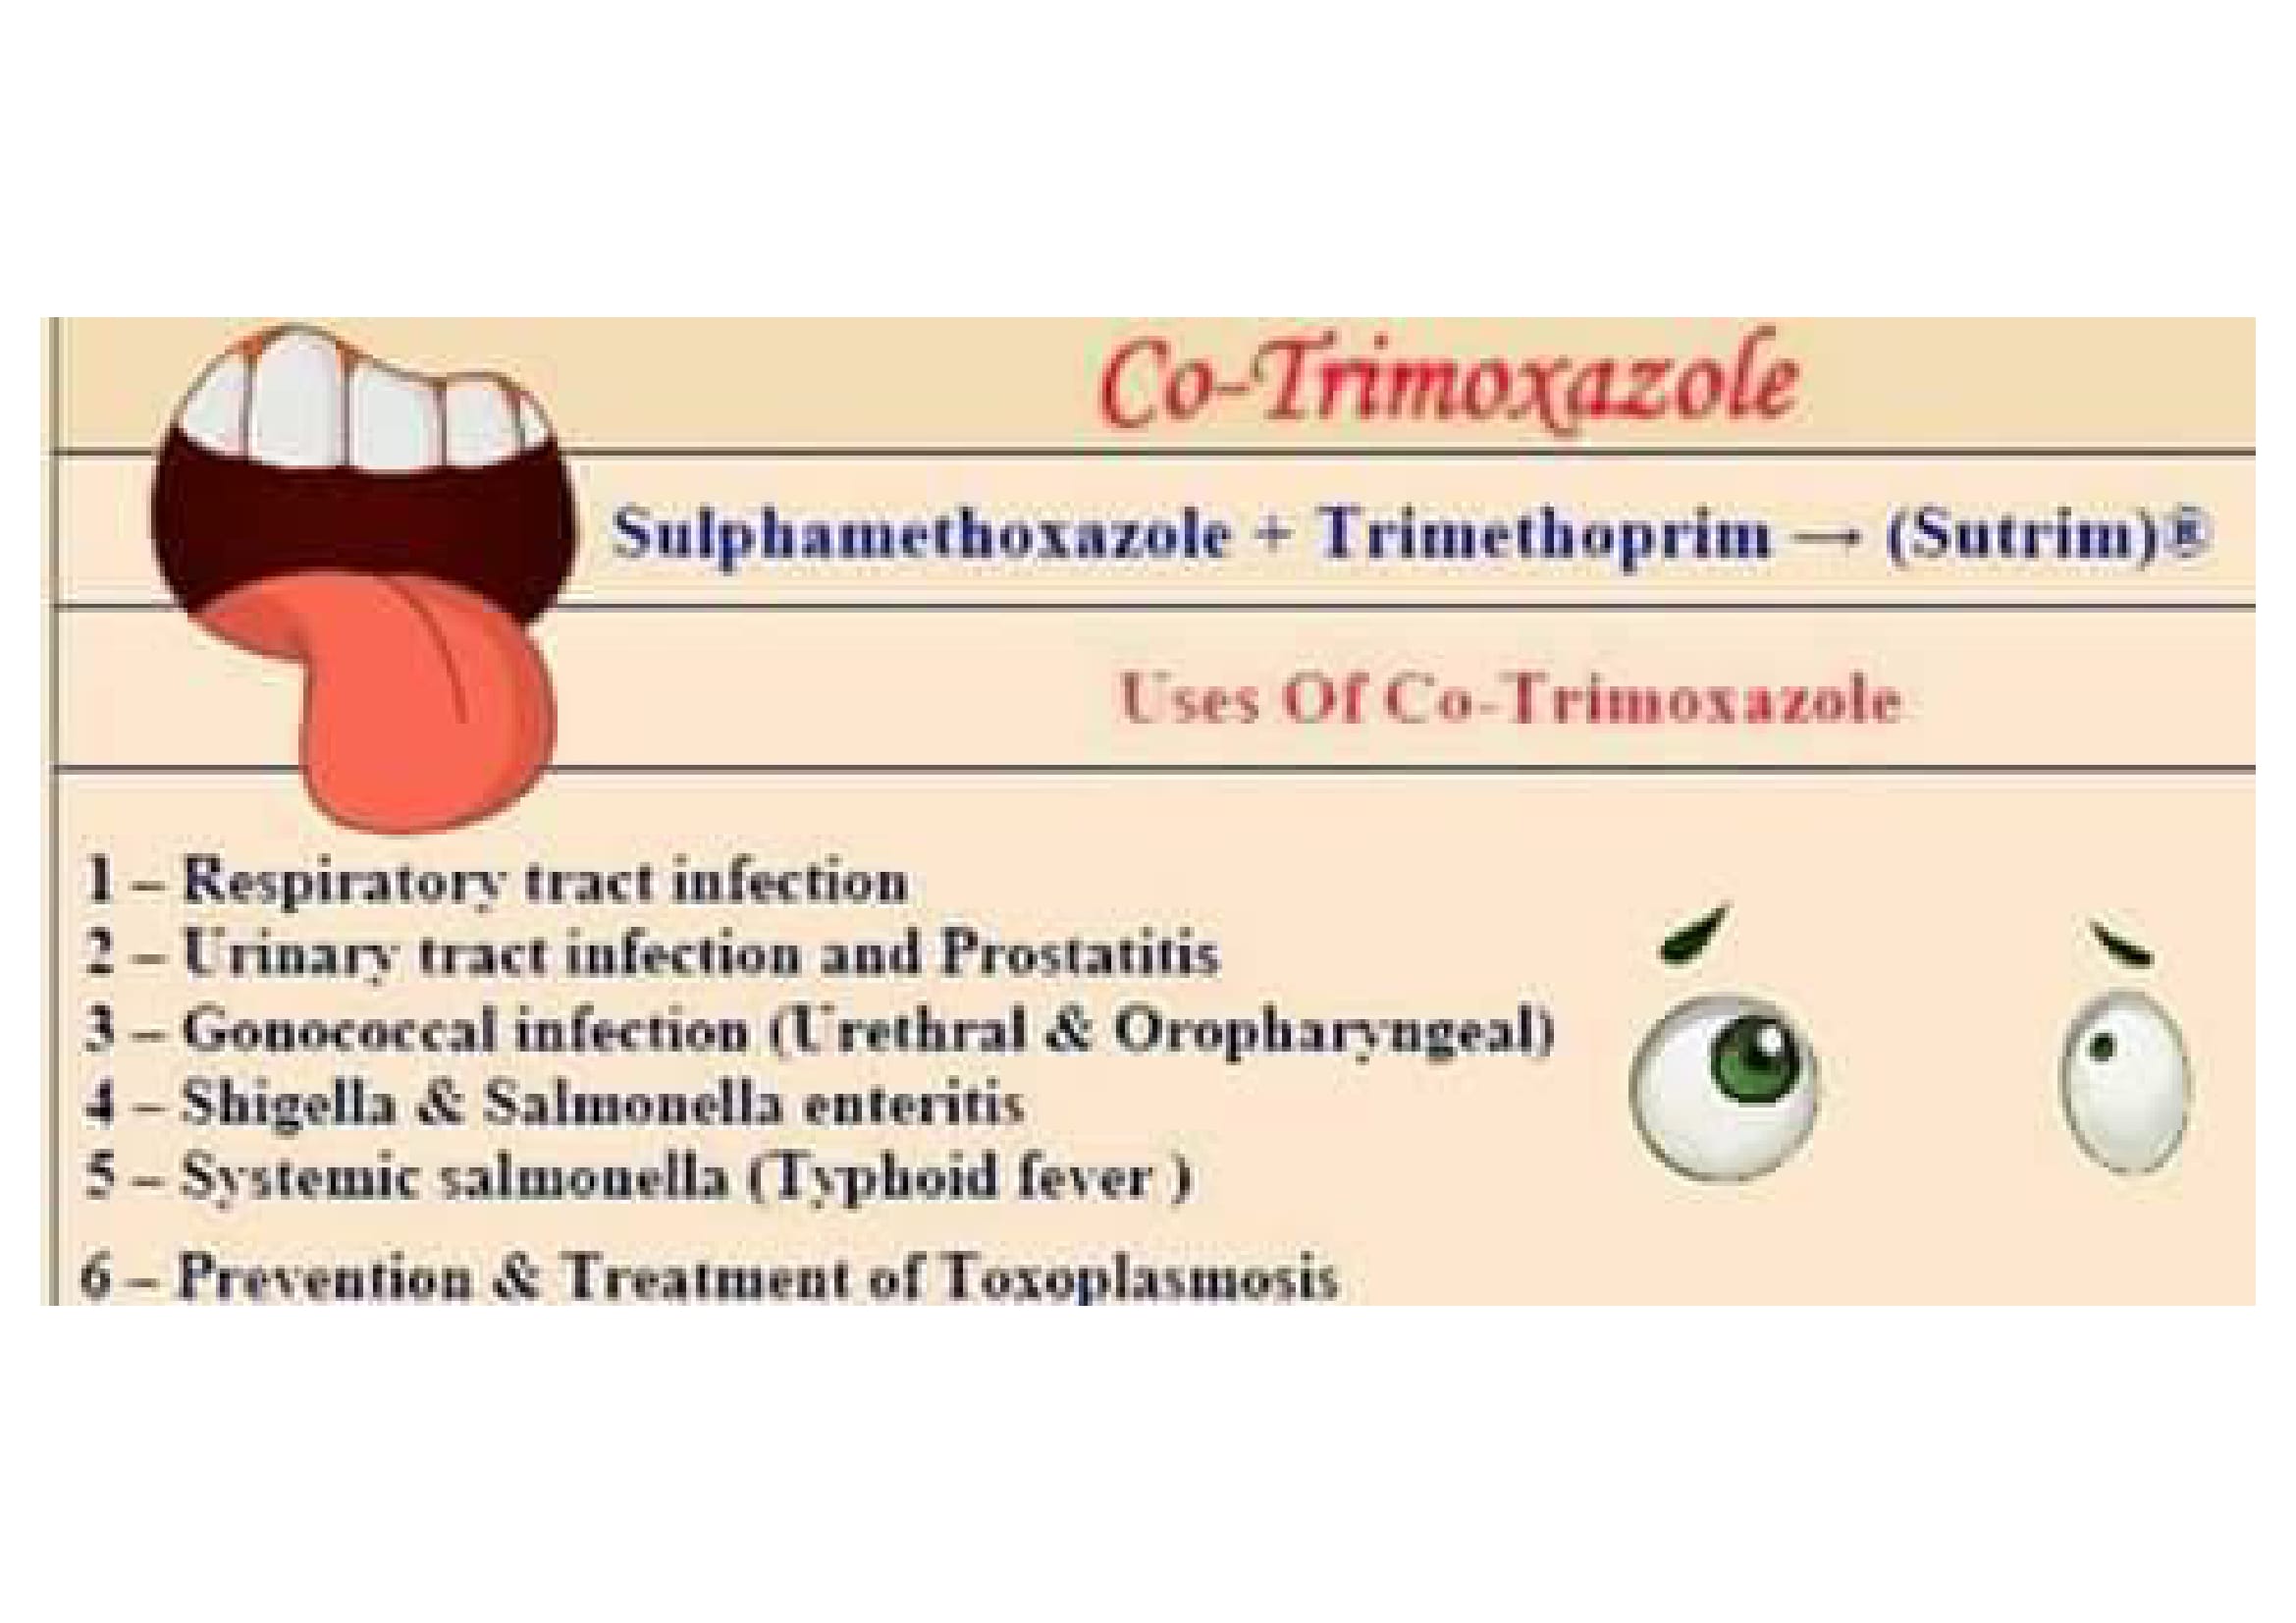 Co-Trimoxazole
Sulphamethoxazole + Trimethoprim → (Sutrim)®
Uses Of Co-Trimoxazole
1 – Respiratory tract infection
2 – Urinary tract infection and Prostatitis
3 – Gonococcal infection (Urethral & Oropharyngeal)
4 – Shigella & Salmonella enteritis
5 – Systemic salmonella (Typhoid fever )
6 – Prevention & Treatment of Toxoplasmosis